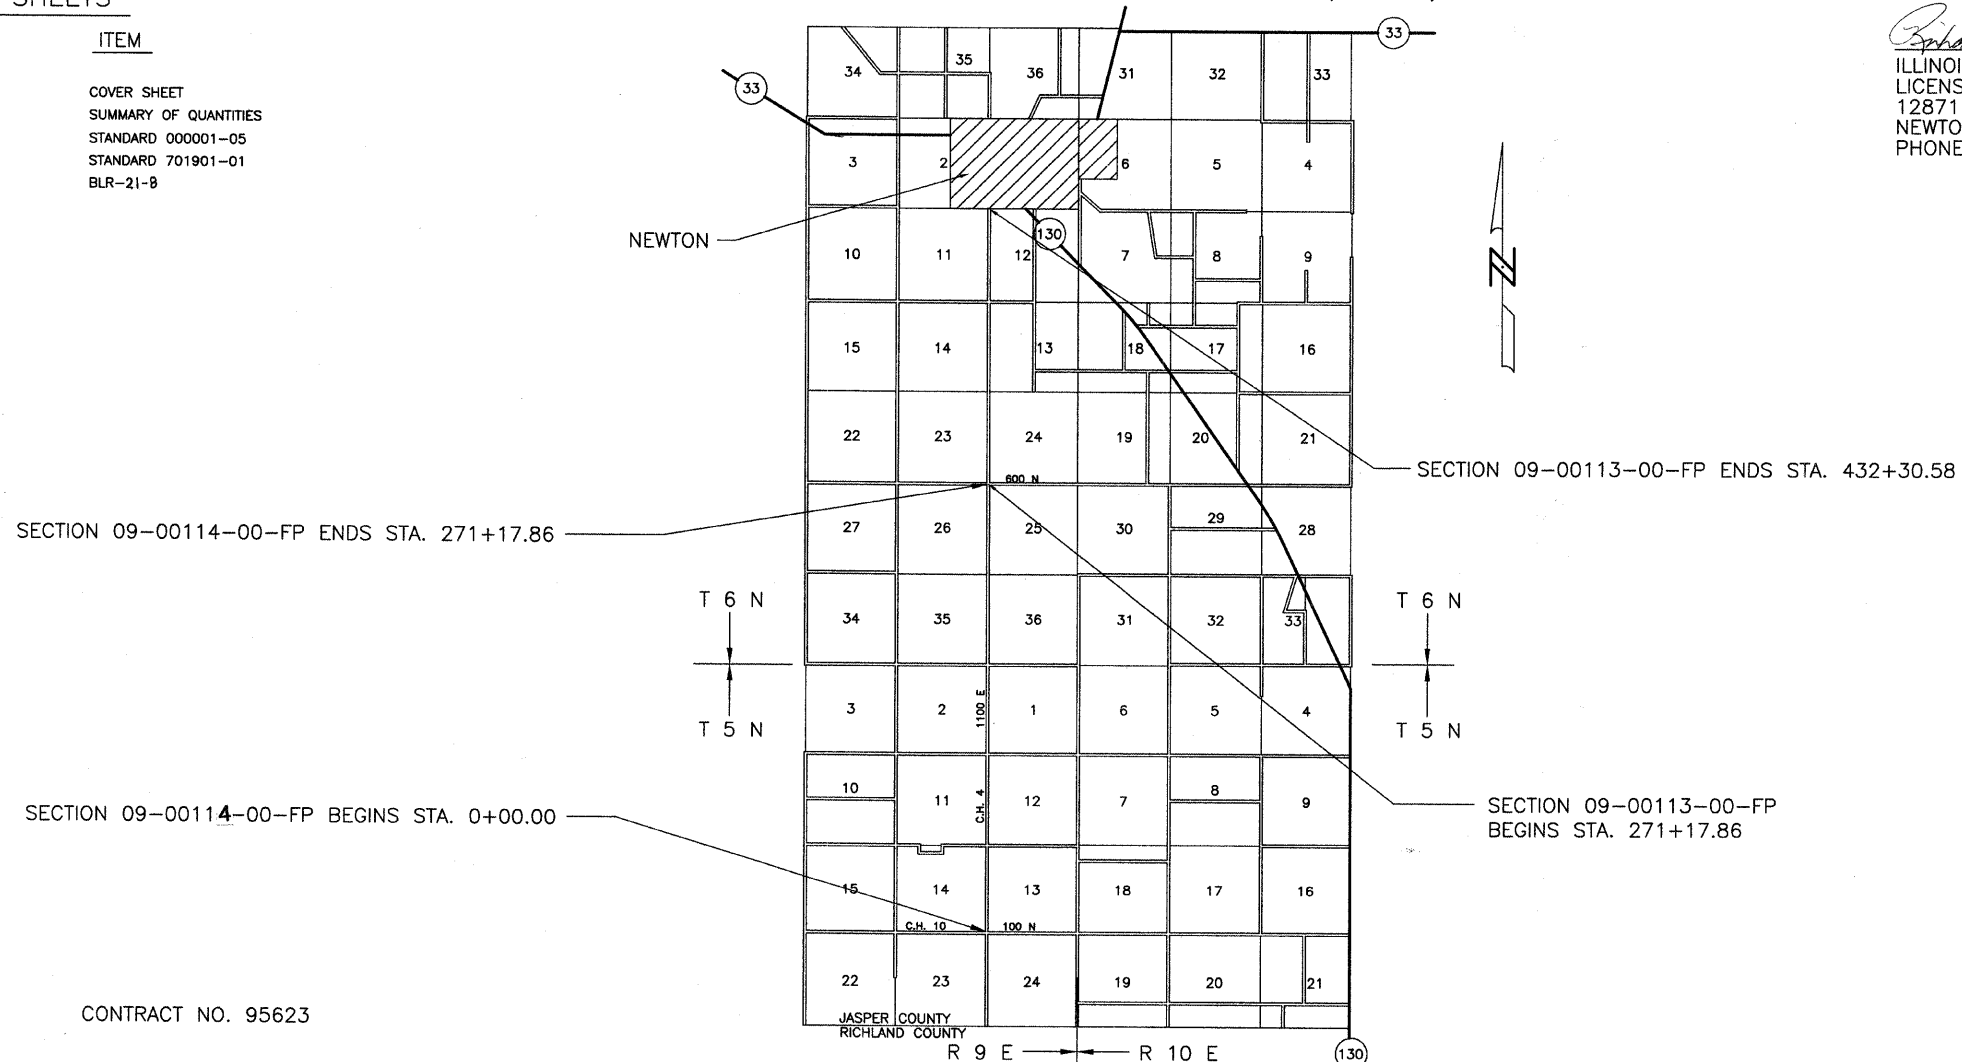 SHEETS
ITEM
COVER SHEET
SUMMARY OF QUANTITIES
STANDARD 000001-05
STANDARD 701901-01
BLR-21-8
ILLINOI
LICENS
12871
NEWTO
PHONE
33
33
34 35 36 31 32 33
3 2 6 5 4
NEWTON
130
10 11 12 7 8 9
N
15 14 13 18 17 16
22 23 24 19 20 21
600 N
SECTION 09-00113-00-FP ENDS STA. 432+30.58
SECTION 09-00114-00-FP ENDS STA. 271+17.86
27 26 25 30 29 28
T 6 N
T 6 N
34 35 36 31 32 33
3 2 1 6 5 4
1100 E
T 5 N
T 5 N
10 11 12 7 8 9
C.H. 4
SECTION 09-00114-00-FP BEGINS STA. 0+00.00
SECTION 09-00113-00-FP
BEGINS STA. 271+17.86
15 14 13 18 17 16
C.H. 10 100 N
22 23 24 19 20 21
CONTRACT NO. 95623
JASPER COUNTY
RICHLAND COUNTY
R 9 E R 10 E
130